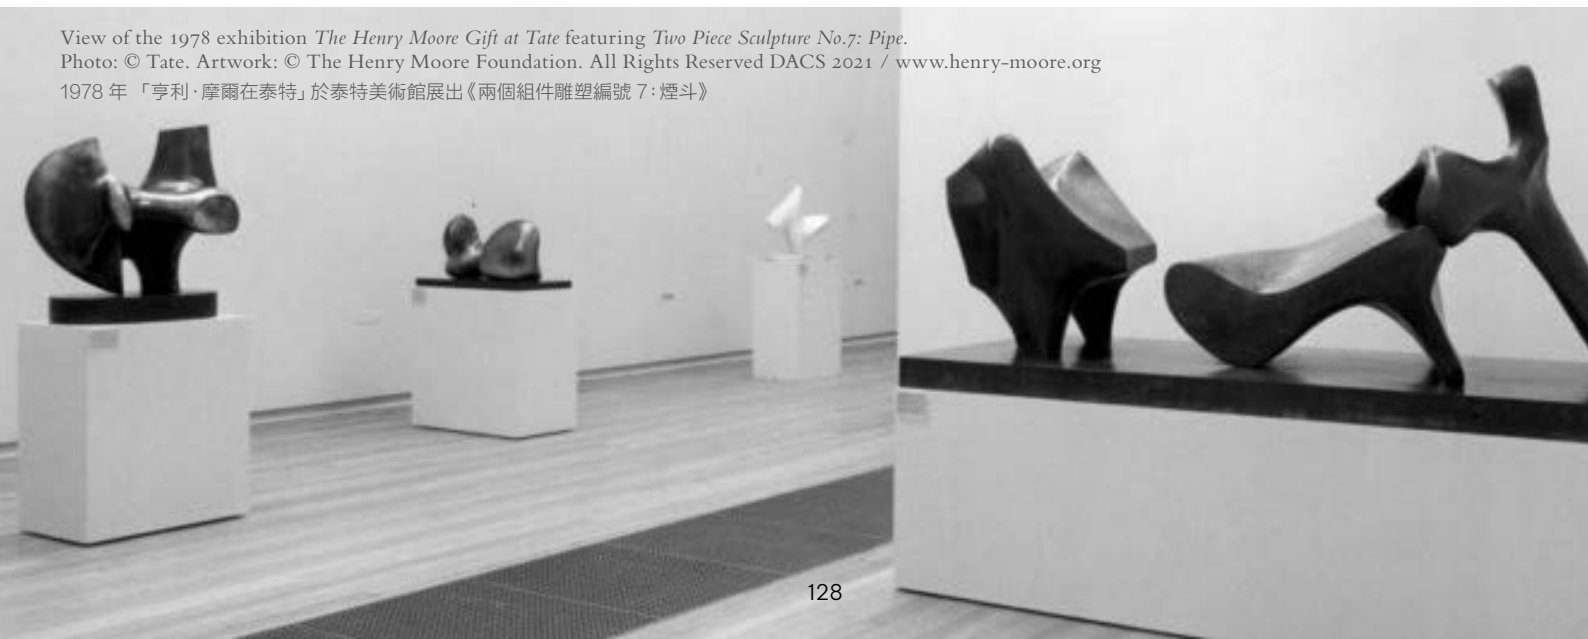 View of the 1978 exhibition The Henry Moore Gift at Tate featuring Two Piece Sculpture No.7: Pipe.
Photo: © Tate. Artwork: © The Henry Moore Foundation. All Rights Reserved DACS 2021 / www.henry-moore.org
1978 年 「亨利·摩爾在泰特」於泰特美術館展出《兩個組件雕塑編號 7：煙斗》
128